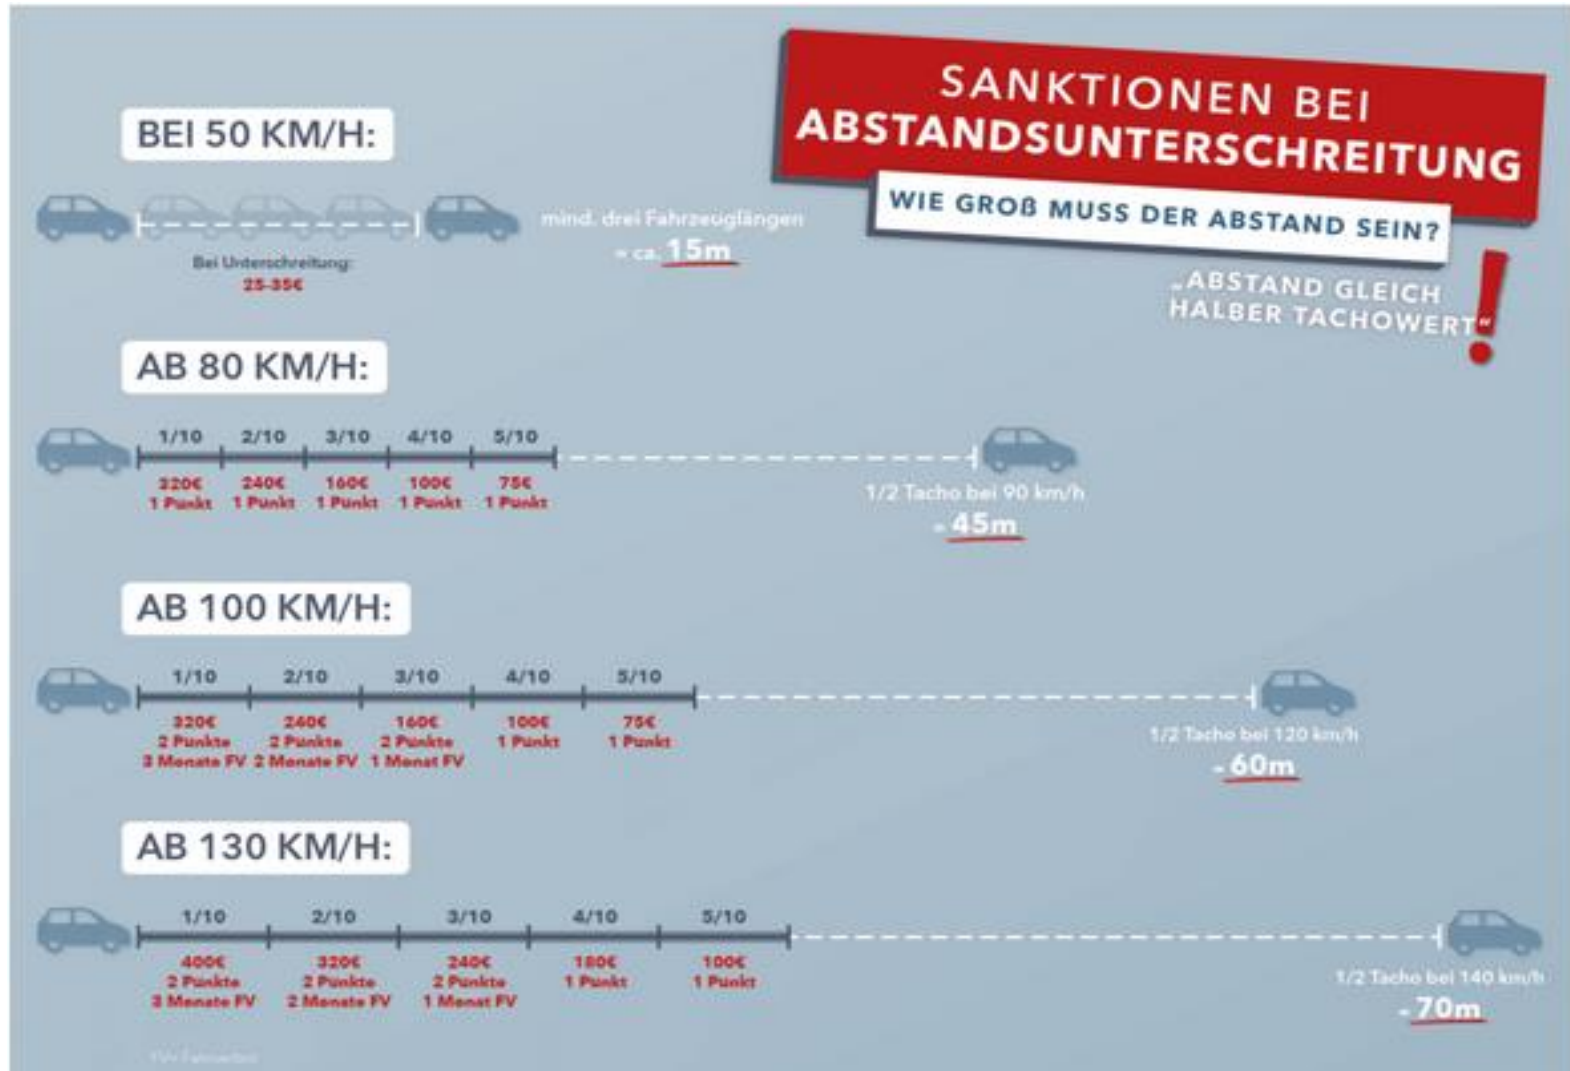 SANKTIONEN BEI
ABSTANDSUNTERSCHREITUNG
WIE GROß MUSS DER ABSTAND SEIN?
„ABSTAND GLEICH
HALBER TACHOWERT“
!
BEI 50 KM/H:
mind. drei Fahrzeuglängen
= ca. 15m
Bei Unterschreitung:
25-35€
AB 80 KM/H:
1/10 2/10 3/10 4/10 5/10
320€ 240€ 160€ 100€ 75€
1 Punkt 1 Punkt 1 Punkt 1 Punkt 1 Punkt
1/2 Tacho bei 90 km/h
= 45m
AB 100 KM/H:
1/10 2/10 3/10 4/10 5/10
320€ 240€ 160€ 100€ 75€
2 Punkte 2 Punkte 2 Punkte 1 Punkt 1 Punkt
3 Monate FV 2 Monate FV 1 Monat FV
1/2 Tacho bei 120 km/h
= 60m
AB 130 KM/H:
1/10 2/10 3/10 4/10 5/10
400€ 320€ 240€ 180€ 100€
2 Punkte 2 Punkte 2 Punkte 1 Punkt 1 Punkt
3 Monate FV 2 Monate FV 1 Monat FV
1/2 Tacho bei 140 km/h
= 70m